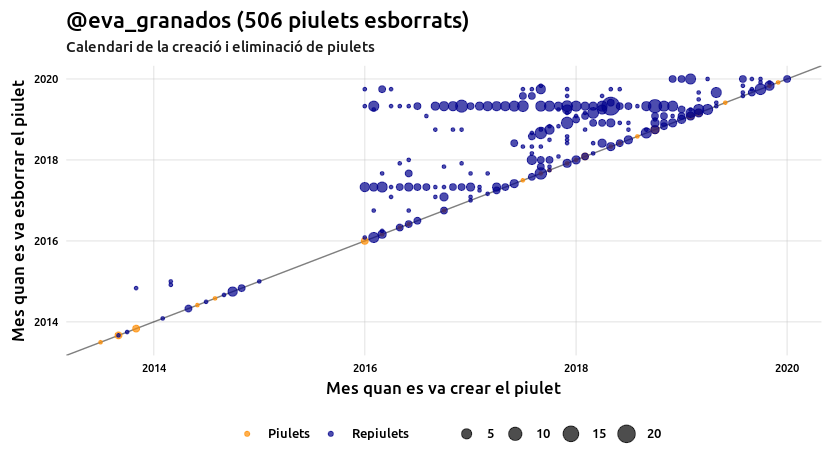 @eva_granados (506 piulets esborrats)
Calendari de la creació i eliminació de piulets
Mes quan es va esborrar el piulet
2020
2018
2016
2014
2014 2016 2018 2020
Mes quan es va crear el piulet
Piulets Repiulets 5 10 15 20